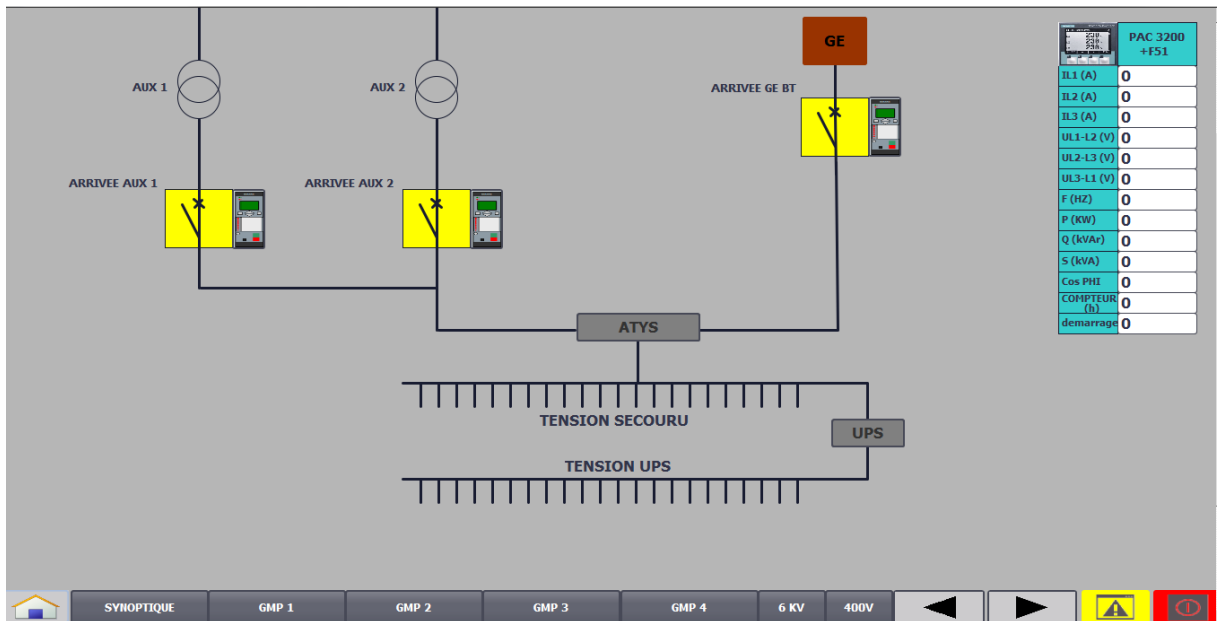 GE
PAC 3200
+F51
AUX 1
AUX 2
ARRIVEE GE BT
ARRIVEE AUX 1
ARRIVEE AUX 2
IL1 (A) 0
IL2 (A) 0
IL3 (A) 0
UL1-L2 (V) 0
UL2-L3 (V) 0
UL3-L1 (V) 0
F (HZ) 0
P (KW) 0
Q (kVAr) 0
S (kVA) 0
Cos PHI 0
COMPTEUR
(h) 0
demarrage 0
ATYS
TENSION SECOURU
UPS
TENSION UPS
SYNOPTIQUE GMP 1 GMP 2 GMP 3 GMP 4 6 KV 400V